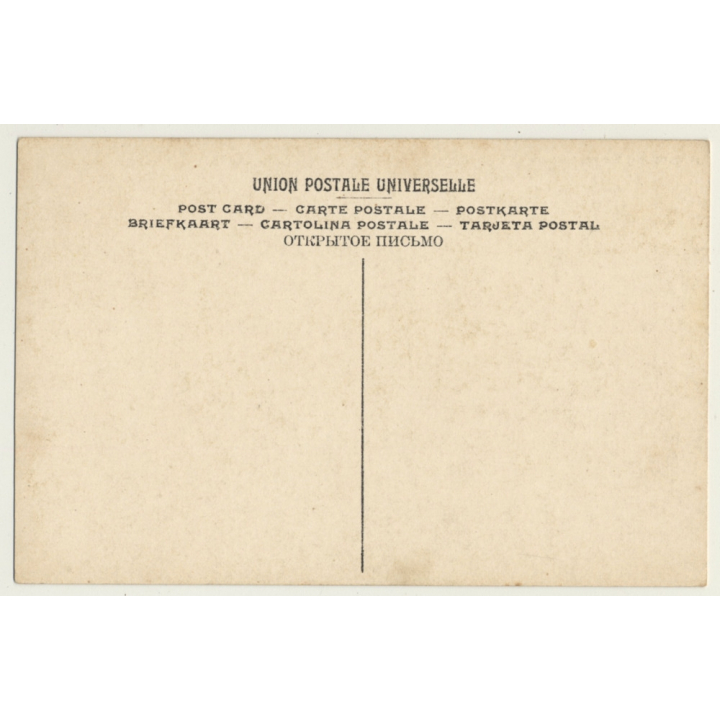 UNION POSTALE UNIVERSELLE
POST CARD — CARTE POSTALE — POSTKARTE
BRIEFKAART — CARTOLINA POSTALE — TARJETA POSTAL
ОТКРЫТОЕ ПИСЬМО